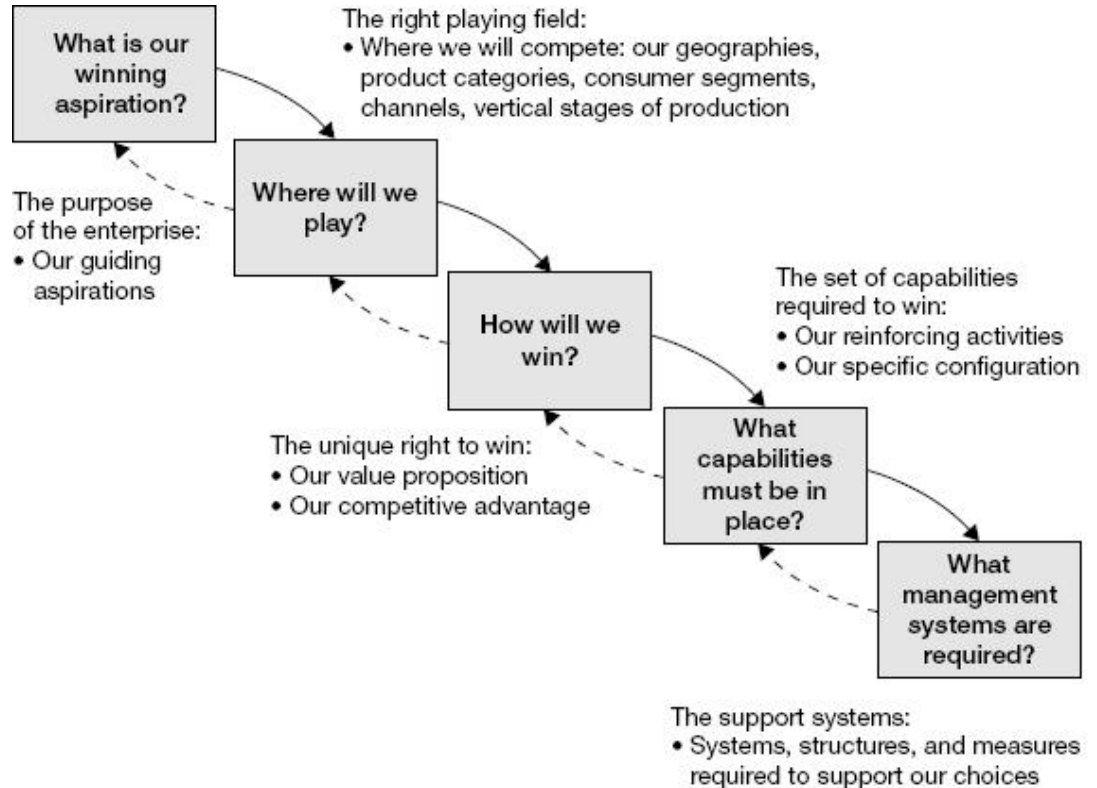 What is our
winning
aspiration?
The right playing field:
• Where we will compete: our geographies,
product categories, consumer segments,
channels, vertical stages of production
Where will we
play?
The purpose
of the enterprise:
• Our guiding
aspirations
How will we
win?
The set of capabilities
required to win:
• Our reinforcing activities
• Our specific configuration
The unique right to win:
• Our value proposition
• Our competitive advantage
What
capabilities
must be in
place?
What
management
systems are
required?
The support systems:
• Systems, structures, and measures
required to support our choices